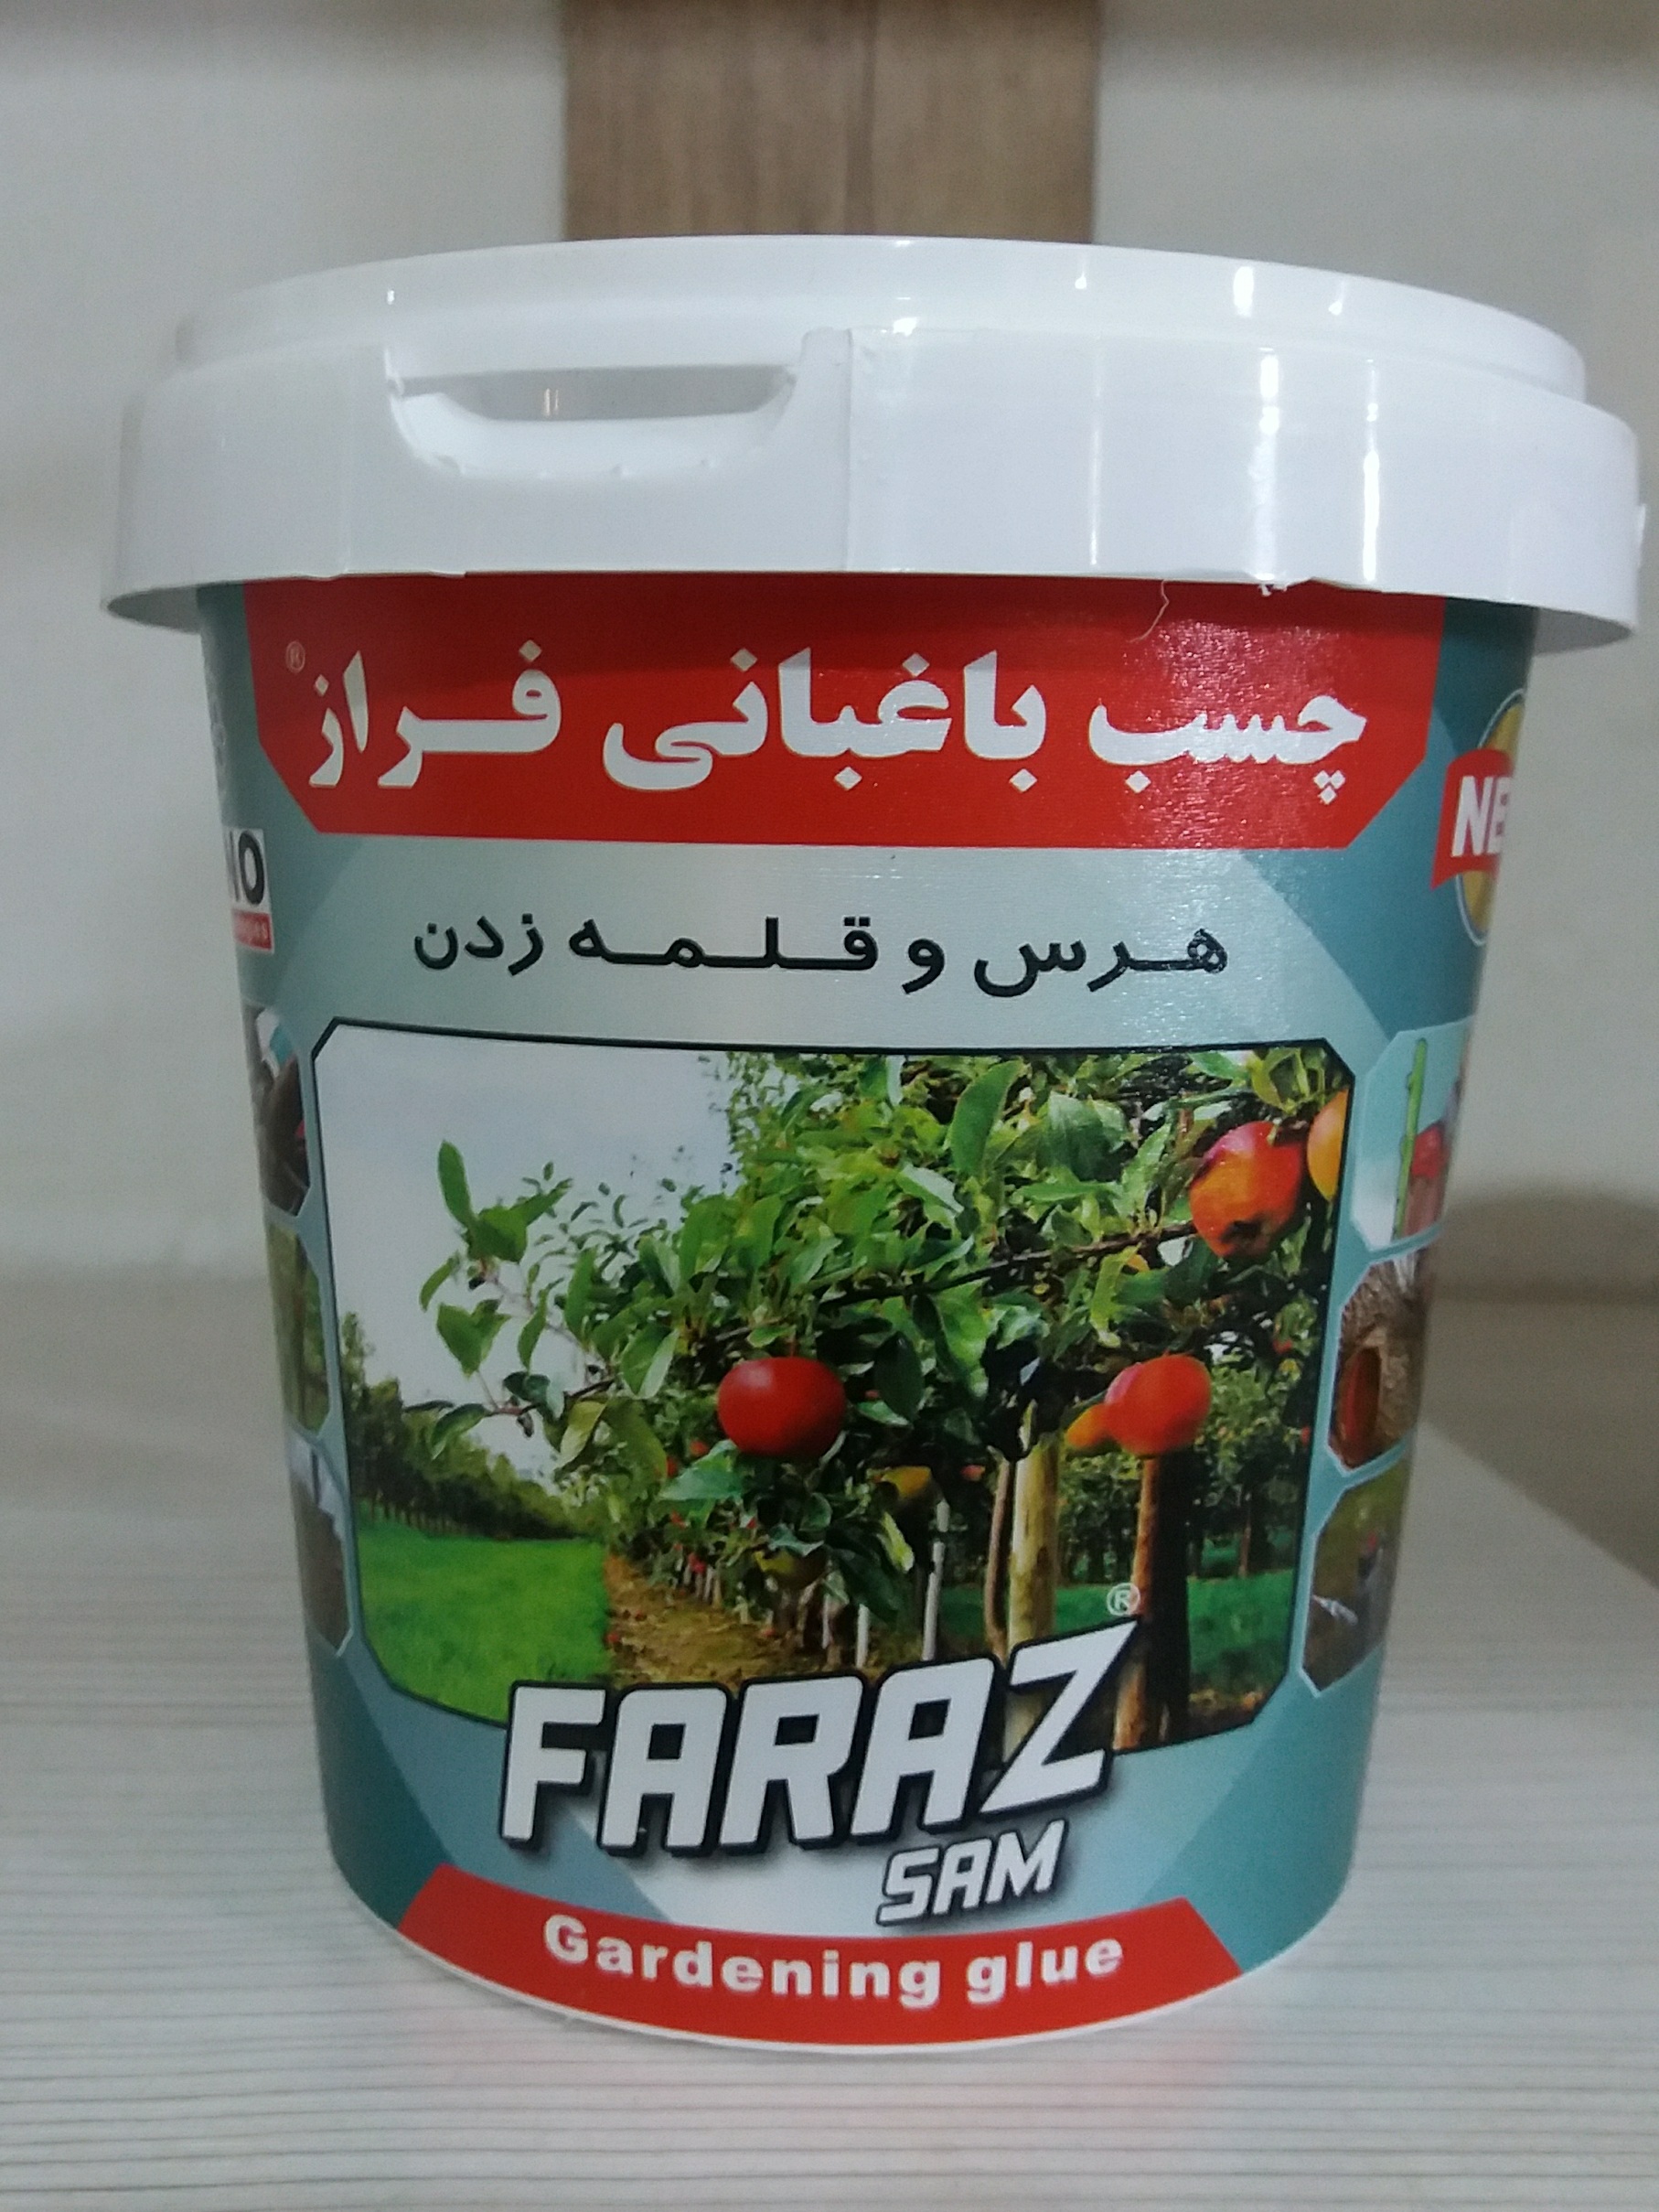 چسب باغبانی فراز®
هرس و قلمه زدن
FARAZ®
SAM
Gardening glue